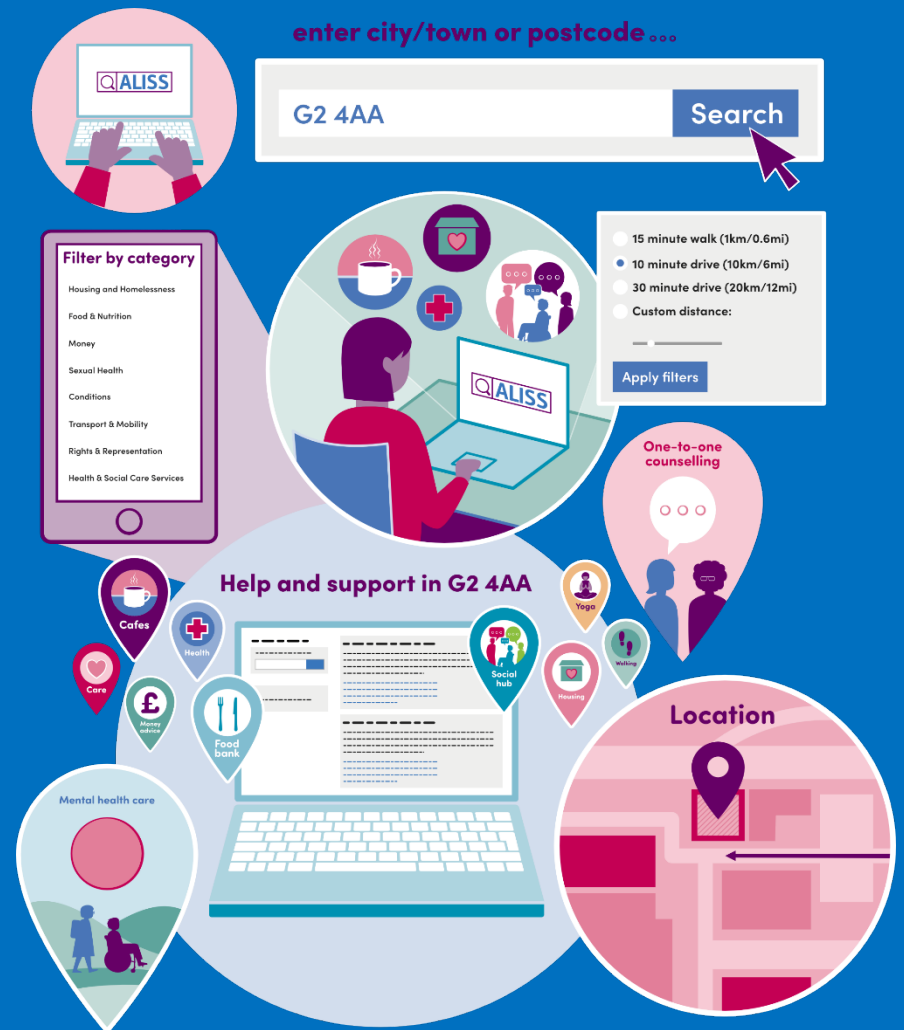 ALISS
enter city/town or postcode...
G2 4AA
Search
Filter by category
Housing and Homelessness
Food & Nutrition
Money
Sexual Health
Conditions
Transport & Mobility
Rights & Representation
Health & Social Care Services
ALISS
15 minute walk (1km/0.6mi)
10 minute drive (10km/6mi)
30 minute drive (20km/12mi)
Custom distance:
Apply filters
One-to-one
counselling
Help and support in G2 4AA
Cafes
Health
Care
£
Money
advice
Food
bank
Social
hub
Yoga
Housing
Walking
Location
Mental health care